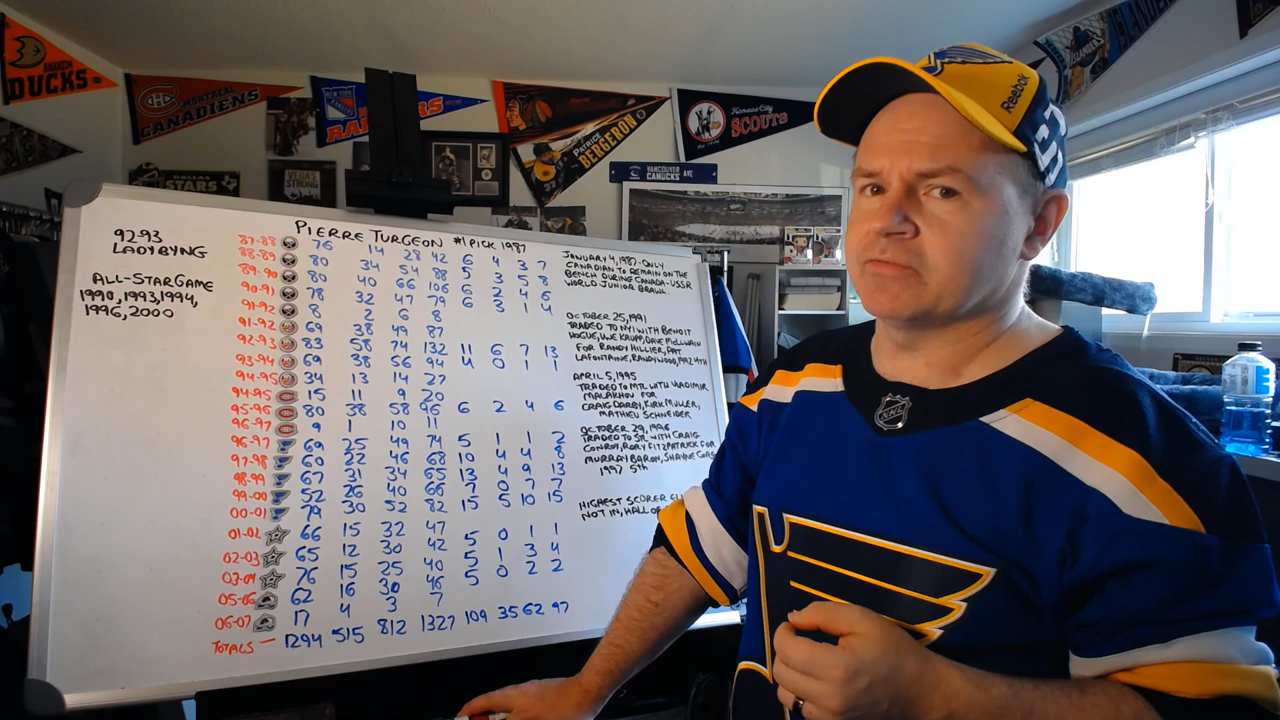 ANAHEIM
DUCKS
MONTREAL
CANADIENS
NEW YORK
RANGERS
PATRICE
BERGERON
Kansas City
SCOUTS
VANCOUVER
CANUCKS AVE
ISLANDERS
DALLAS
STARS
VEGAS
STRONG
Reebok
NHL
PIERRE TURGEON #1 PICK 1987
92-93
LADY BYNG
ALL-STAR GAME
1990, 1993, 1994,
1996, 2000
87-88 76 14 28 42 6 4 3 7
88-89 80 34 54 88 5 3 5 8
89-90 80 40 66 106 6 2 4 6
90-91 78 32 47 79 6 3 1 4
91-92 8 2 6 8
91-92 69 38 49 87
92-93 83 58 74 132 11 6 7 13
93-94 69 38 56 94 4 0 1 1
94-95 34 13 14 27
94-95 15 11 9 20
95-96 80 38 58 96 6 2 4 6
96-97 9 1 10 11
96-97 69 25 49 74 5 1 1 2
97-98 60 22 46 68 10 4 4 8
98-99 67 31 34 65 13 4 9 13
99-00 52 26 40 66 7 0 7 7
00-01 79 30 52 82 15 5 10 15
01-02 66 15 32 47
02-03 65 12 30 42 5 0 1 1
03-04 76 15 25 40 5 1 3 4
05-06 62 16 30 46 5 0 2 2
06-07 17 4 3 7
TOTALS — 1294 515 812 1327 109 35 62 97
JANUARY 4, 1987. ONLY
CANADIAN TO REMAIN ON THE
BENCH DURING CANADA-USSR
WORLD JUNIOR BRAWL.
OCTOBER 25, 1991
TRADED TO NYI WITH BENOIT
HOGUE, UWE KRUPP, DAVE McLLWAIN
FOR RANDY HILLIER, PAT
LAFONTAINE, RANDY WOOD, 1992 4TH
APRIL 5, 1995
TRADED TO MTL WITH VLADIMIR
MALAKHOV FOR
CRAIG DARBY, KIRK MULLER,
MATHIEU SCHNEIDER
OCTOBER 29, 1996
TRADED TO STL WITH CRAIG
CONROY, RORY FITZPATRICK FOR
MURRAY BARON, SHAYNE CORS
1997 5th
HIGHEST SCORER
NOT IN, HALL OF